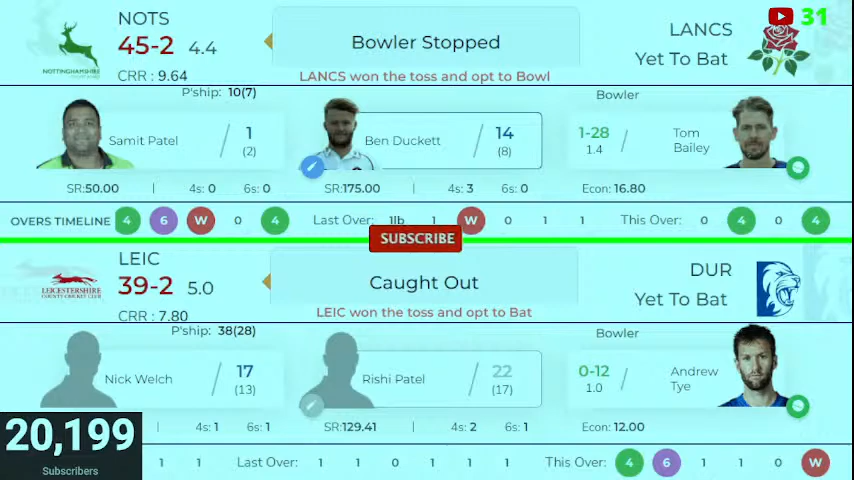 31
NOTS
45-2 4.4
CRR : 9.64
NOTTINGHAMSHIRE
Bowler Stopped
LANCS won the toss and opt to Bowl
LANCS
Yet To Bat
P'ship: 10(7)
Bowler
Samit Patel / 1 (2)
Ben Duckett / 14 (8)
1-28 / 1.4
Tom Bailey
SR:50.00 | 4s: 0 6s: 0
SR:175.00 | 4s: 3 6s: 0
Econ: 16.80
OVERS TIMELINE 4 6 W 0 4 Last Over: 1lb 1 W 0 1 1 This Over: 0 4 0 4
SUBSCRIBE
LEIC
39-2 5.0
CRR : 7.80
LEICESTERSHIRE
COUNTY CRICKET CLUB
Caught Out
LEIC won the toss and opt to Bat
DUR
Yet To Bat
P'ship: 38(28)
Bowler
Nick Welch / 17 (13)
Rishi Patel / 22 (17)
0-12 / 1.0
Andrew Tye
4s: 1 6s: 1
SR:129.41 | 4s: 2 6s: 1
Econ: 12.00
20,199
Subscribers
1 1 Last Over: 1 1 0 1 1 1 This Over: 4 6 1 1 0 W